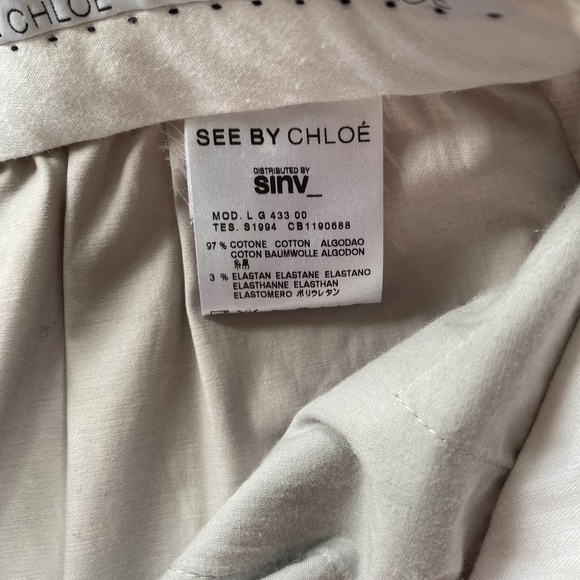 CHLOÉ
SEE BY CHLOÉ
DISTRIBUTED BY
sinv_
MOD. L G 433 00
TES. S1994 CB1190688
97 % COTONE COTTON ALGODAO
COTON BAUMWOLLE ALGODON
綿
3 % ELASTAN ELASTANE ELASTANO
ELASTHANNE ELASTHAN
ELASTOMERO ポリウレタン